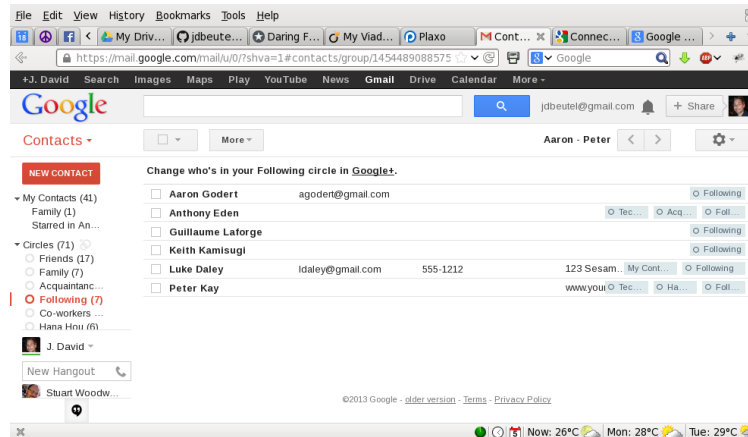 File Edit View History Bookmarks Tools Help
My Driv... jdbeute... Daring F... My Viad... Plaxo Cont... Connec... Google ...
https://mail.google.com/mail/u/0/?shva=1#contacts/group/1454489088575 Google
+J. David Search Images Maps Play YouTube News Gmail Drive Calendar More
Google jdbeutel@gmail.com + Share
Contacts More Aaron - Peter
NEW CONTACT
Change who's in your Following circle in Google+.
My Contacts (41)
Family (1)
Starred in An...
Circles (71)
Friends (17)
Family (7)
Acquaintanc...
Following (7)
Co-workers ...
Hana Hou (6)
J. David
New Hangout
Stuart Woodw...
Aaron Godert agodert@gmail.com Following
Anthony Eden Tec... Acq... Foll...
Guillaume Laforge Following
Keith Kamisugi Following
Luke Daley ldaley@gmail.com 555-1212 123 Sesam... My Cont... Following
Peter Kay www.your Tec... Ha... Foll...
©2013 Google - older version - Terms - Privacy Policy
Now: 26°C Mon: 28°C Tue: 29°C